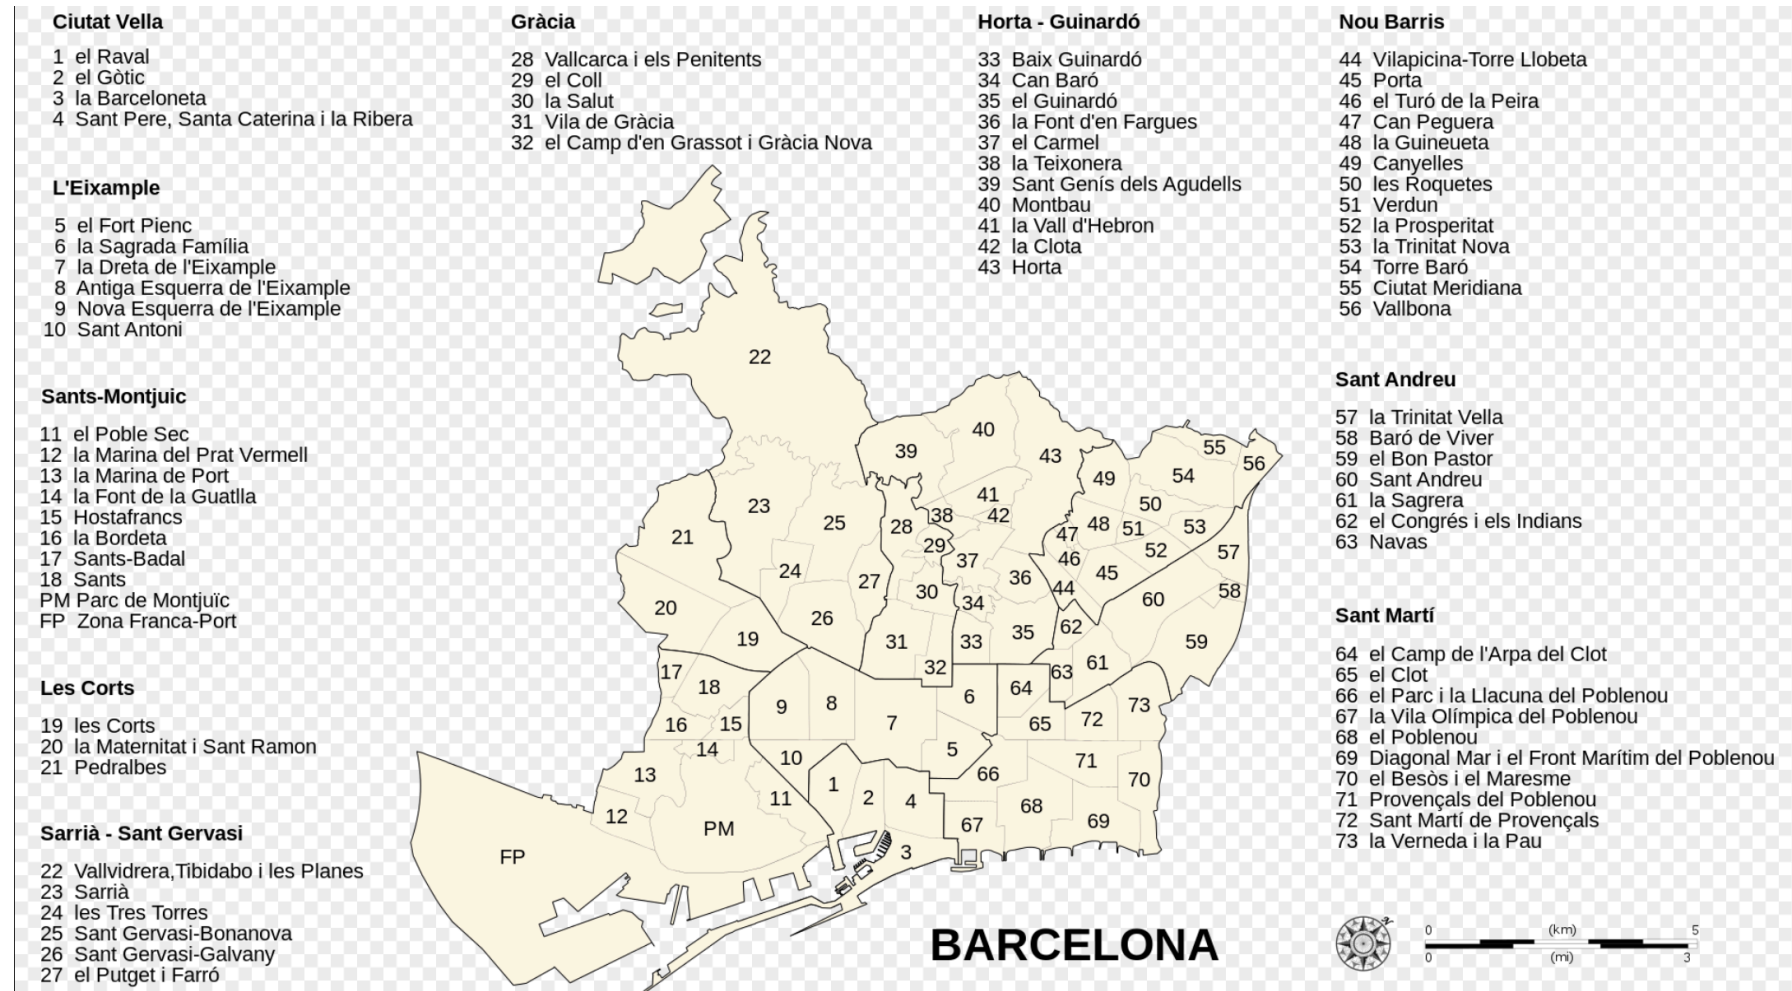 Ciutat Vella
1 el Raval
2 el Gòtic
3 la Barceloneta
4 Sant Pere, Santa Caterina i la Ribera
L'Eixample
5 el Fort Pienc
6 la Sagrada Família
7 la Dreta de l'Eixample
8 Antiga Esquerra de l'Eixample
9 Nova Esquerra de l'Eixample
10 Sant Antoni
Sants-Montjuic
11 el Poble Sec
12 la Marina del Prat Vermell
13 la Marina de Port
14 la Font de la Guatlla
15 Hostafrancs
16 la Bordeta
17 Sants-Badal
18 Sants
PM Parc de Montjuïc
FP Zona Franca-Port
Les Corts
19 les Corts
20 la Maternitat i Sant Ramon
21 Pedralbes
Sarrià - Sant Gervasi
22 Vallvidrera,Tibidabo i les Planes
23 Sarrià
24 les Tres Torres
25 Sant Gervasi-Bonanova
26 Sant Gervasi-Galvany
27 el Putget i Farró
Gràcia
28 Vallcarca i els Penitents
29 el Coll
30 la Salut
31 Vila de Gràcia
32 el Camp d'en Grassot i Gràcia Nova
Horta - Guinardó
33 Baix Guinardó
34 Can Baró
35 el Guinardó
36 la Font d'en Fargues
37 el Carmel
38 la Teixonera
39 Sant Genís dels Agudells
40 Montbau
41 la Vall d'Hebron
42 la Clota
43 Horta
Nou Barris
44 Vilapicina-Torre Llobeta
45 Porta
46 el Turó de la Peira
47 Can Peguera
48 la Guineueta
49 Canyelles
50 les Roquetes
51 Verdun
52 la Prosperitat
53 la Trinitat Nova
54 Torre Baró
55 Ciutat Meridiana
56 Vallbona
Sant Andreu
57 la Trinitat Vella
58 Baró de Viver
59 el Bon Pastor
60 Sant Andreu
61 la Sagrera
62 el Congrés i els Indians
63 Navas
Sant Martí
64 el Camp de l'Arpa del Clot
65 el Clot
66 el Parc i la Llacuna del Poblenou
67 la Vila Olímpica del Poblenou
68 el Poblenou
69 Diagonal Mar i el Front Marítim del Poblenou
70 el Besòs i el Maresme
71 Provençals del Poblenou
72 Sant Martí de Provençals
73 la Verneda i la Pau
22
40
39
43
55
56
49
54
23
41
50
21
25
28
38
42
47
48
51
53
29
52
57
24
37
46
45
27
36
44
58
20
30
34
60
26
62
19
31
33
35
59
32
61
17
63
18
64
6
9
8
73
16
15
7
65
72
14
5
10
71
13
66
70
1
11
2
4
12
68
PM
67
69
3
FP
BARCELONA
N
0 (km) 5
0 (mi) 3